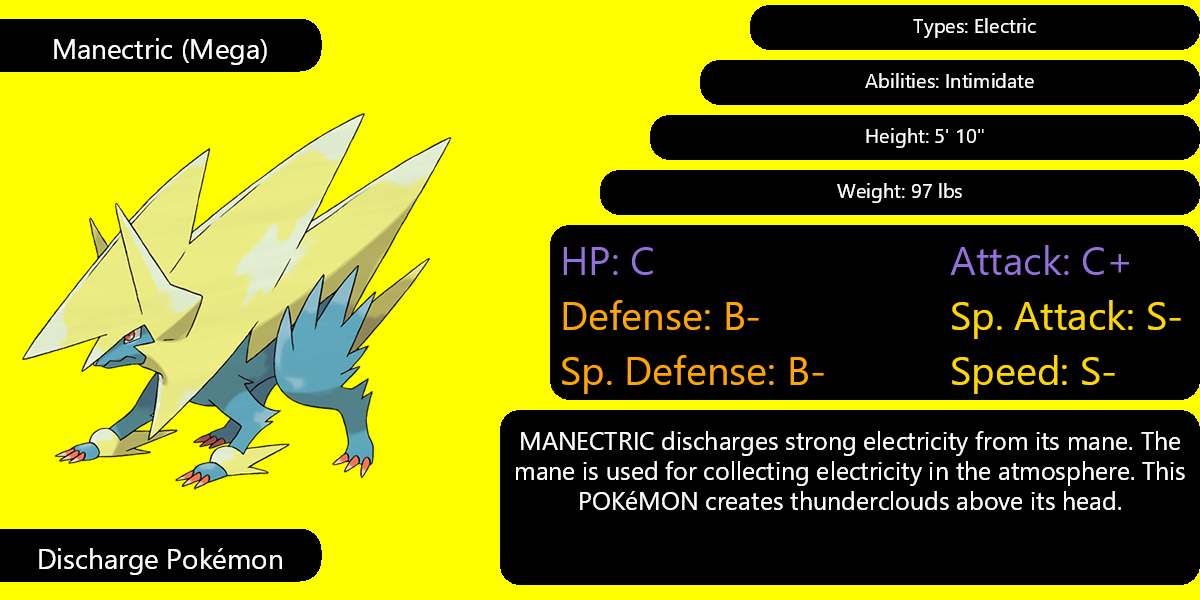 Manectric (Mega)
Types: Electric
Abilities: Intimidate
Height: 5' 10"
Weight: 97 lbs
HP: C
Attack: C+
Defense: B-
Sp. Attack: S-
Sp. Defense: B-
Speed: S-
MANECTRIC discharges strong electricity from its mane. The
mane is used for collecting electricity in the atmosphere. This
POKéMON creates thunderclouds above its head.
Discharge Pokémon